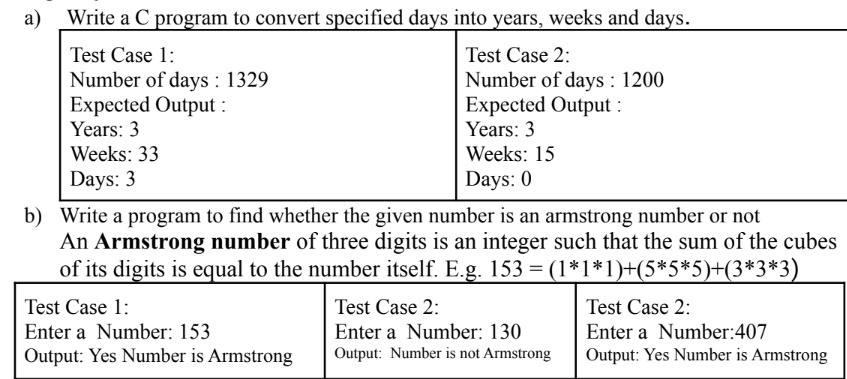 a) Write a C program to convert specified days into years, weeks and days.
Test Case 1:
Number of days : 1329
Expected Output :
Years: 3
Weeks: 33
Days: 3
Test Case 2:
Number of days : 1200
Expected Output :
Years: 3
Weeks: 15
Days: 0
b) Write a program to find whether the given number is an armstrong number or not
An Armstrong number of three digits is an integer such that the sum of the cubes
of its digits is equal to the number itself. E.g. 153 = (1*1*1)+(5*5*5)+(3*3*3)
Test Case 1:
Enter a Number: 153
Output: Yes Number is Armstrong
Test Case 2:
Enter a Number: 130
Output: Number is not Armstrong
Test Case 2:
Enter a Number:407
Output: Yes Number is Armstrong